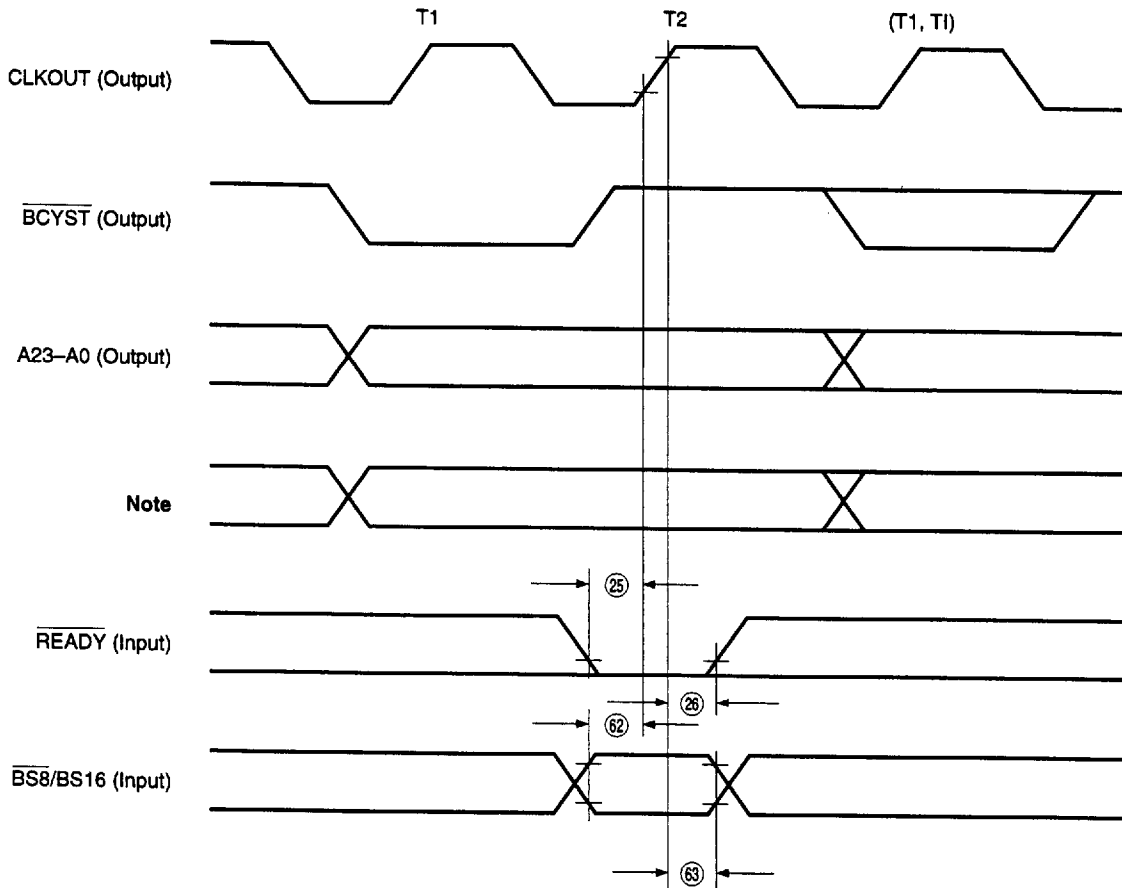 T1 T2 (T1, TI)
CLKOUT (Output)
BCYST (Output)
A23–A0 (Output)
Note
25
READY (Input)
26
62
BS8/BS16 (Input)
63